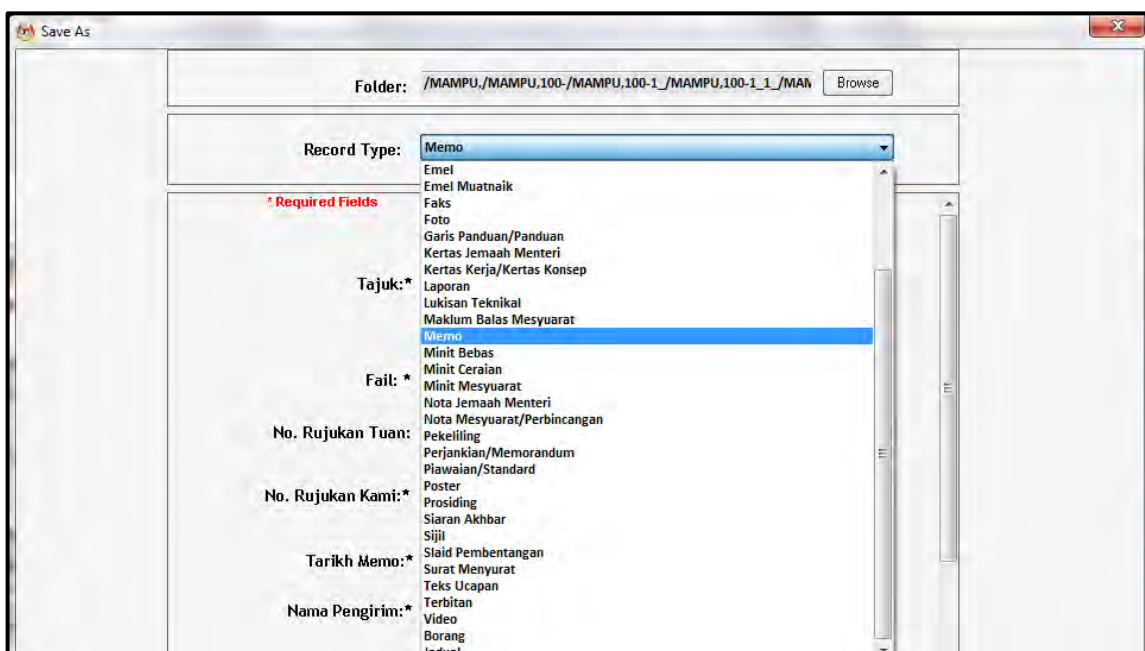 Save As
Folder: /MAMPU,/MAMPU,100-/MAMPU,100-1_/MAMPU,100-1_1_/MAM Browse
Record Type: Memo
Emel
Emel Muatnaik
* Required Fields
Faks
Foto
Garis Panduan/Panduan
Kertas Jemaah Menteri
Kertas Kerja/Kertas Konsep
Tajuk:*
Laporan
Lukisan Teknikal
Maklum Balas Mesyuarat
Memo
Minit Bebas
Minit Ceraian
Fail: *
Minit Mesyuarat
Nota Jemaah Menteri
Nota Mesyuarat/Perbincangan
No. Rujukan Tuan:
Pekeliling
Perjankian/Memorandum
Piawaian/Standard
Poster
No. Rujukan Kami:*
Prosiding
Siaran Akhbar
Sijil
Slaid Pembentangan
Tarikh Memo:*
Surat Menyurat
Teks Ucapan
Terbitan
Nama Pengirim:*
Video
Borang